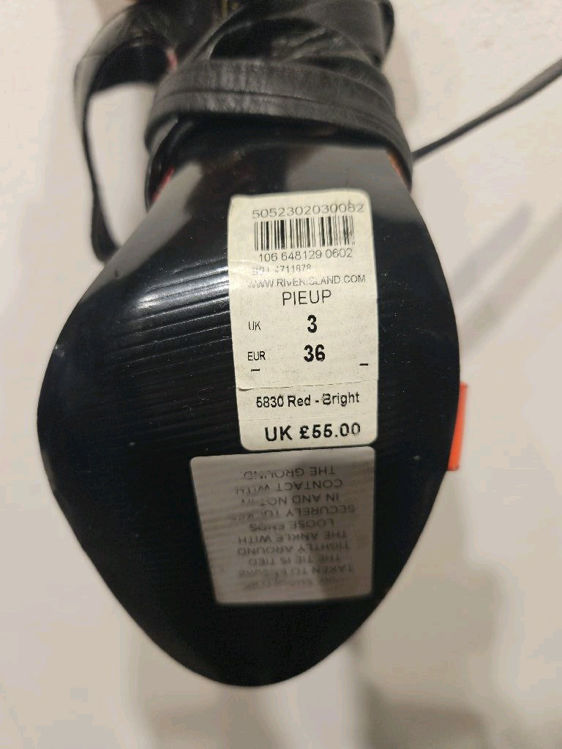 5052302030082
106 648129 0602
4711878
WWW.RIVERISLAND.COM
PIEUP
UK 3
EUR 36
– –
5830 Red - Bright
UK £55.00
TAKEN TO ENSURE
THE TIE IS TIED
TIGHTLY AROUND
THE ANKLE WITH
LOOSE ENDS
SECURELY TUCKED
IN AND NOT IN
CONTACT WITH
THE GROUND